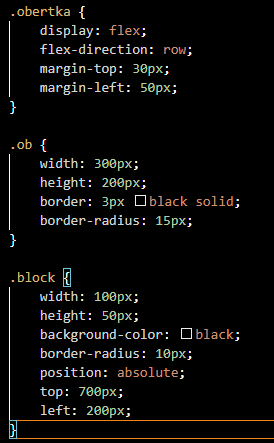 .obertka {
display: flex;
flex-direction: row;
margin-top: 30px;
margin-left: 50px;
}
.ob {
width: 300px;
height: 200px;
border: 3px black solid;
border-radius: 15px;
}
.block {
width: 100px;
height: 50px;
background-color: black;
border-radius: 10px;
position: absolute;
top: 700px;
left: 200px;
}